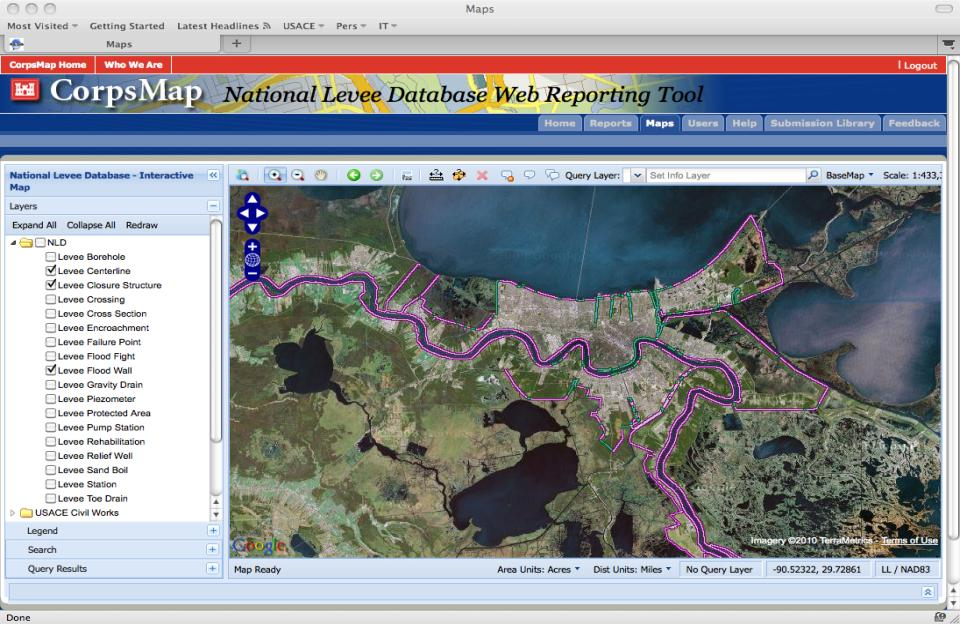 Maps
Most Visited Getting Started Latest Headlines USACE Pers IT
Maps +
CorpsMap Home Who We Are Logout
CorpsMap National Levee Database Web Reporting Tool
Home Reports Maps Users Help Submission Library Feedback
National Levee Database - Interactive
Map
Query Layer: Set Info Layer BaseMap Scale: 1:433,
Layers
Expand All Collapse All Redraw
NLD
Levee Borehole
Levee Centerline
Levee Closure Structure
Levee Crossing
Levee Cross Section
Levee Encroachment
Levee Failure Point
Levee Flood Fight
Levee Flood Wall
Levee Gravity Drain
Levee Piezometer
Levee Protected Area
Levee Pump Station
Levee Rehabilitation
Levee Relief Well
Levee Sand Boil
Levee Station
Levee Toe Drain
USACE Civil Works
Legend
Search
Query Results
Google
Imagery ©2010 TerraMetrics - Terms of Use
Map Ready Area Units: Acres Dist Units: Miles No Query Layer -90.52322, 29.72861 LL / NAD83
Done